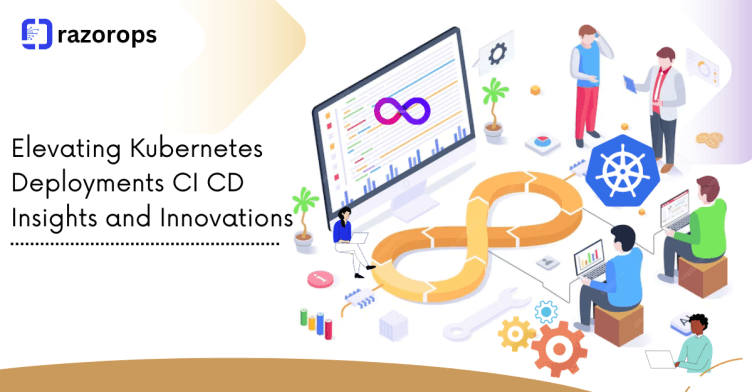 razorops
Elevating Kubernetes
Deployments CI CD
Insights and Innovations